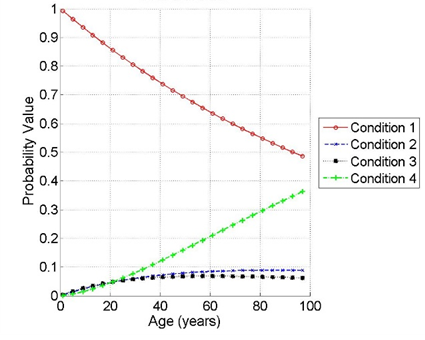 1
0.9
0.8
0.7
0.6
0.5
0.4
0.3
0.2
0.1
0
0 20 40 60 80 100
Probability Value
Age (years)
Condition 1
Condition 2
Condition 3
Condition 4